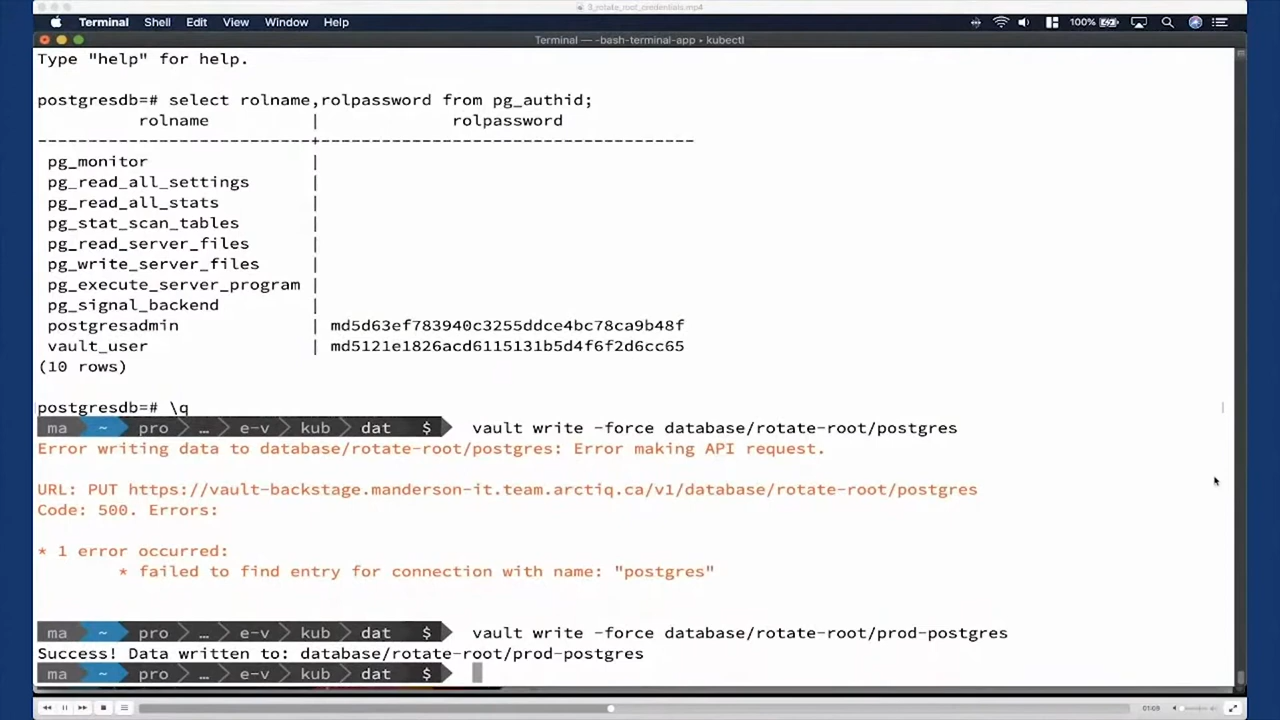 3_rotate_root_credentials.mp4
Terminal Shell Edit View Window Help 100%
Terminal — -bash-terminal-app • kubectl
Type "help" for help.
postgresdb=# select rolname,rolpassword from pg_authid;
rolname | rolpassword
---------------------------+------------------------------------
pg_monitor |
pg_read_all_settings |
pg_read_all_stats |
pg_stat_scan_tables |
pg_read_server_files |
pg_write_server_files |
pg_execute_server_program |
pg_signal_backend |
postgresadmin | md5d63ef783940c3255ddce4bc78ca9b48f
vault_user | md5121e1826acd6115131b5d4f6f2d6cc65
(10 rows)
postgresdb=# \q
ma ~ pro … e-v kub dat $ vault write -force database/rotate-root/postgres
Error writing data to database/rotate-root/postgres: Error making API request.
URL: PUT https://vault-backstage.manderson-it.team.arctiq.ca/v1/database/rotate-root/postgres
Code: 500. Errors:
* 1 error occurred:
* failed to find entry for connection with name: "postgres"
ma ~ pro … e-v kub dat $ vault write -force database/rotate-root/prod-postgres
Success! Data written to: database/rotate-root/prod-postgres
ma ~ pro … e-v kub dat $
01:09